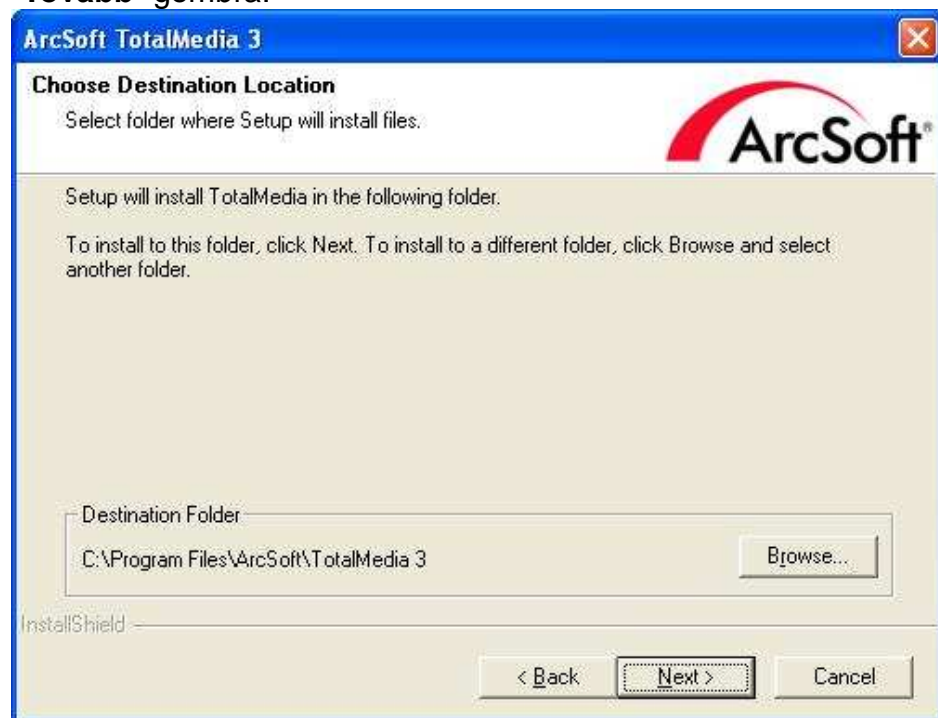 "Tovább" gombra.
ArcSoft TotalMedia 3
Choose Destination Location
Select folder where Setup will install files.
ArcSoft®
Setup will install TotalMedia in the following folder.
To install to this folder, click Next. To install to a different folder, click Browse and select
another folder.
Destination Folder
C:\Program Files\ArcSoft\TotalMedia 3
Browse...
InstallShield
< Back
Next >
Cancel